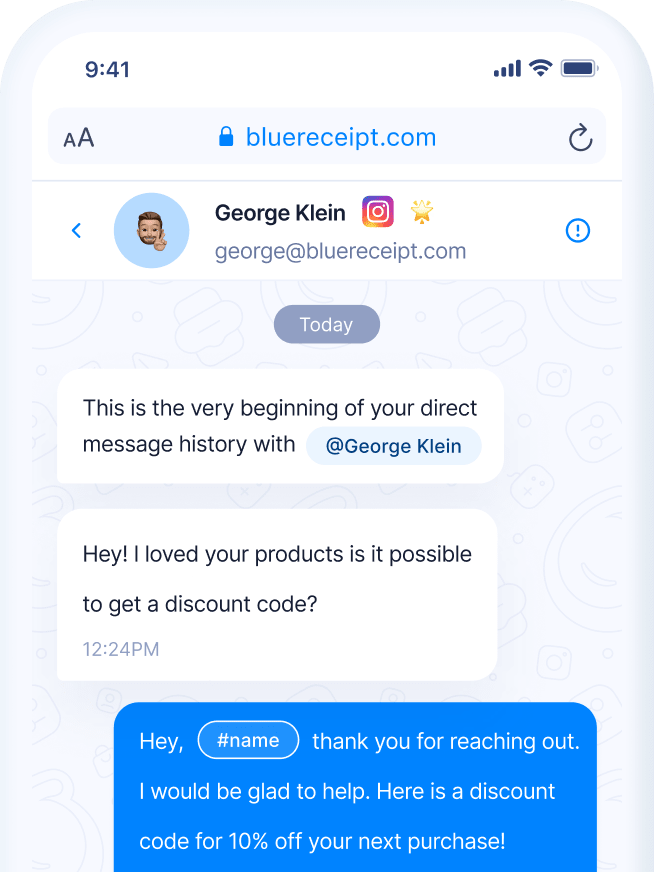 9:41
AA
bluereceipt.com
George Klein
george@bluereceipt.com
Today
This is the very beginning of your direct
message history with @George Klein
Hey! I loved your products is it possible
to get a discount code?
12:24PM
Hey, #name thank you for reaching out.
I would be glad to help. Here is a discount
code for 10% off your next purchase!